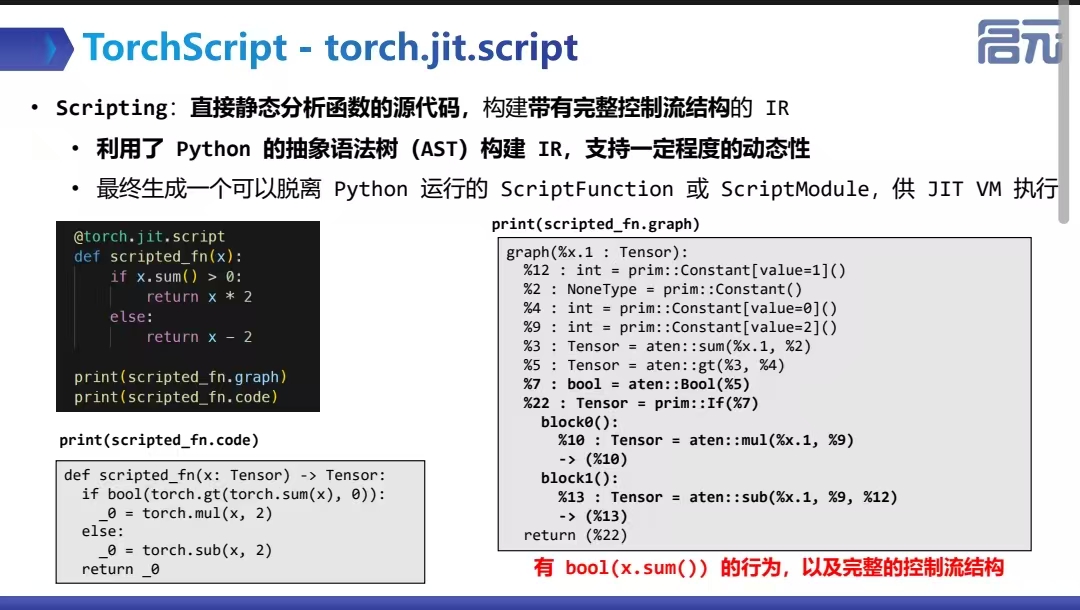 TorchScript - torch.jit.script
启元
• Scripting：直接静态分析函数的源代码，构建带有完整控制流结构的 IR
• 利用了 Python 的抽象语法树（AST）构建 IR，支持一定程度的动态性
• 最终生成一个可以脱离 Python 运行的 ScriptFunction 或 ScriptModule，供 JIT VM 执行
@torch.jit.script
def scripted_fn(x):
    if x.sum() > 0:
        return x * 2
    else:
        return x - 2
print(scripted_fn.graph)
print(scripted_fn.code)
print(scripted_fn.code)
def scripted_fn(x: Tensor) -> Tensor:
  if bool(torch.gt(torch.sum(x), 0)):
    _0 = torch.mul(x, 2)
  else:
    _0 = torch.sub(x, 2)
  return _0
print(scripted_fn.graph)
graph(%x.1 : Tensor):
  %12 : int = prim::Constant[value=1]()
  %2 : NoneType = prim::Constant()
  %4 : int = prim::Constant[value=0]()
  %9 : int = prim::Constant[value=2]()
  %3 : Tensor = aten::sum(%x.1, %2)
  %5 : Tensor = aten::gt(%3, %4)
  %7 : bool = aten::Bool(%5)
  %22 : Tensor = prim::If(%7)
    block0():
      %10 : Tensor = aten::mul(%x.1, %9)
      -> (%10)
    block1():
      %13 : Tensor = aten::sub(%x.1, %9, %12)
      -> (%13)
  return (%22)
有 bool(x.sum()) 的行为，以及完整的控制流结构